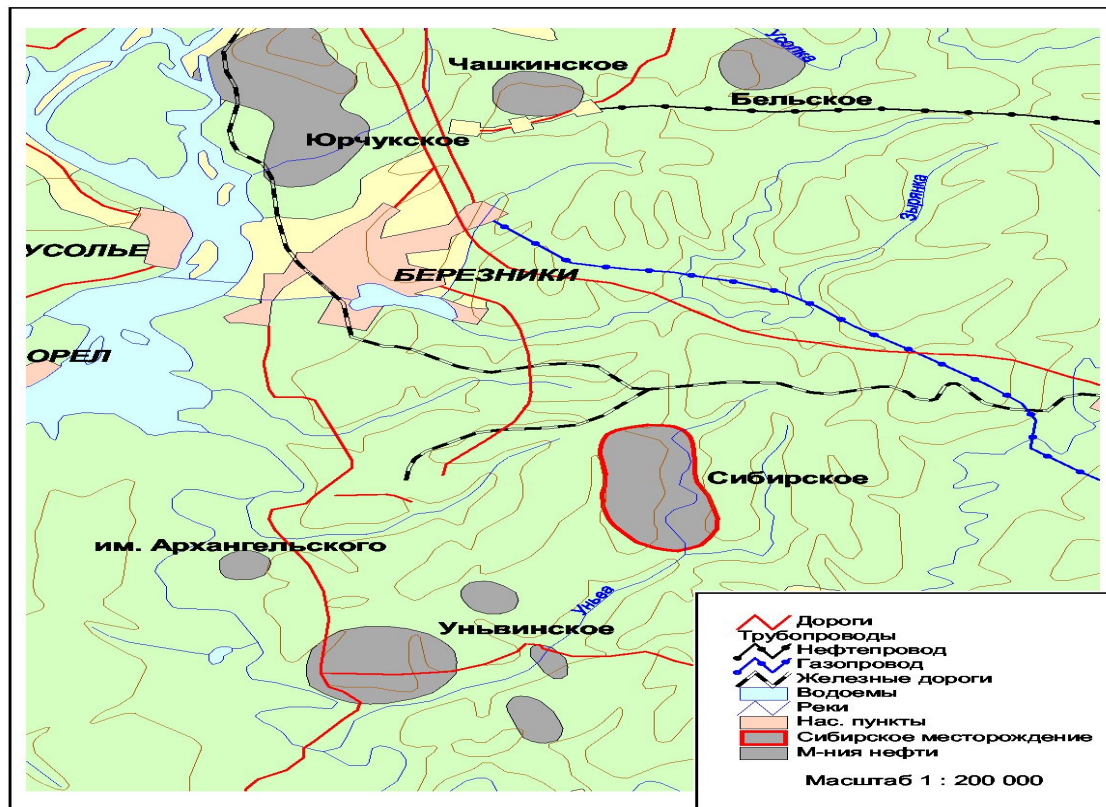 Усолка
Чашкинское
Бельское
Юрчукское
Зырянка
УСОЛЬЕ
БЕРЕЗНИКИ
ОРЕЛ
Сибирское
им. Архангельского
Уньва
Уньвинское
Дороги
Трубопроводы
Нефтепровод
Газопровод
Железные дороги
Водоемы
Реки
Нас. пункты
Сибирское месторождение
М-ния нефти
Масштаб 1 : 200 000